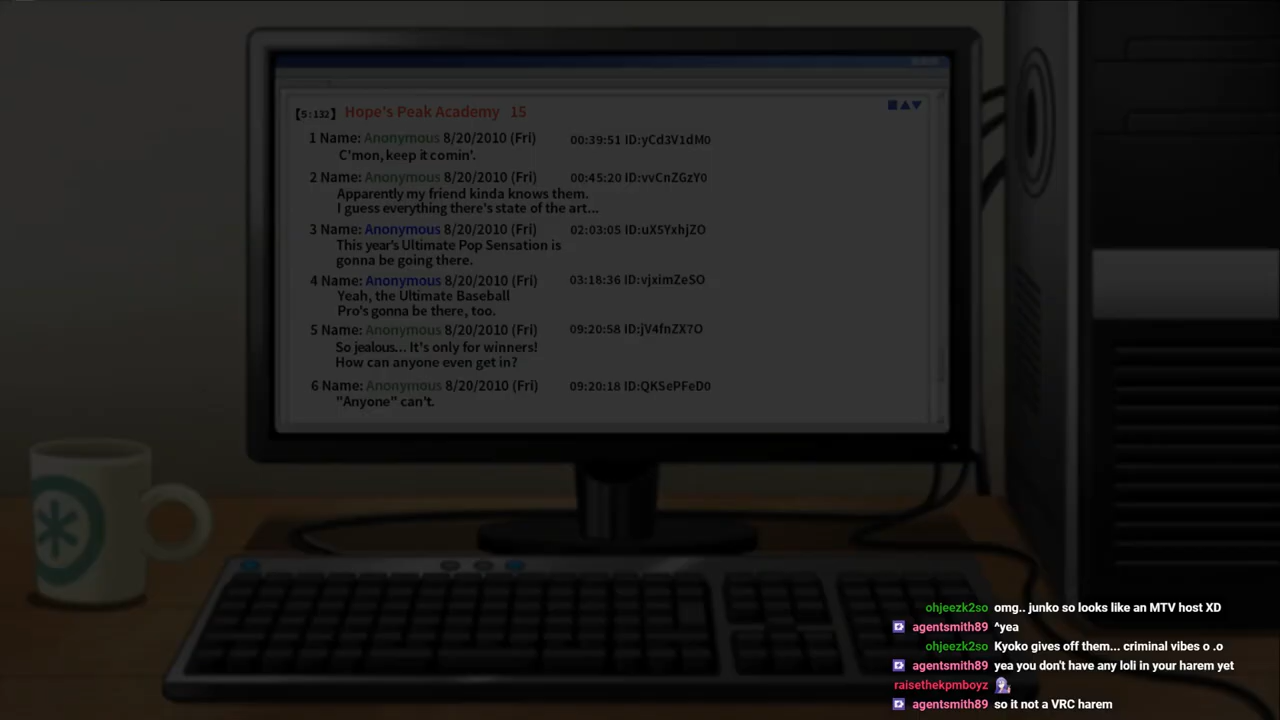 【5:132】 Hope's Peak Academy 15
1 Name: Anonymous 8/20/2010 (Fri) 00:39:51 ID:yCd3V1dM0
C'mon, keep it comin'.
2 Name: Anonymous 8/20/2010 (Fri) 00:45:20 ID:vvCnZGzY0
Apparently my friend kinda knows them.
I guess everything there's state of the art...
3 Name: Anonymous 8/20/2010 (Fri) 02:03:05 ID:uX5YxhjZO
This year's Ultimate Pop Sensation is
gonna be going there.
4 Name: Anonymous 8/20/2010 (Fri) 03:18:36 ID:vjximZeSO
Yeah, the Ultimate Baseball
Pro's gonna be there, too.
5 Name: Anonymous 8/20/2010 (Fri) 09:20:58 ID:jV4fnZX7O
So jealous... It's only for winners!
How can anyone even get in?
6 Name: Anonymous 8/20/2010 (Fri) 09:20:18 ID:QKSePFeD0
"Anyone" can't.
ohjeezk2so omg.. junko so looks like an MTV host XD
agentsmith89 ^yea
ohjeezk2so Kyoko gives off them... criminal vibes o .o
agentsmith89 yea you don't have any loli in your harem yet
raisethekpmboyz
agentsmith89 so it not a VRC harem